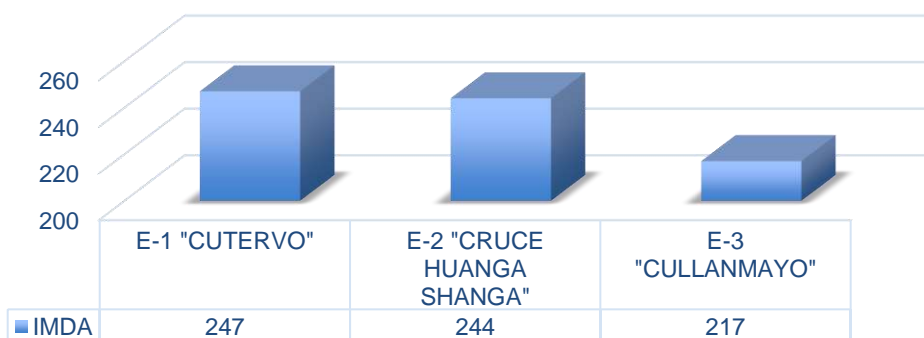 260
240
220
200
E-1 "CUTERVO"
E-2 "CRUCE
HUANGA
SHANGA"
E-3
"CULLANMAYO"
IMDA 247 244 217